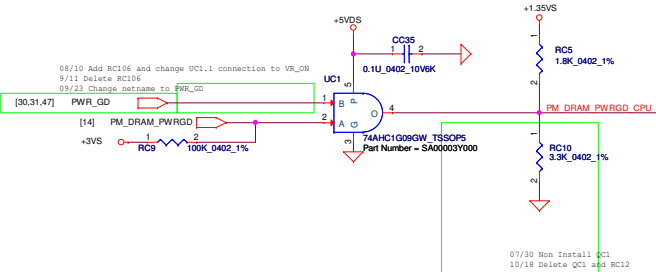 +1.35VS
+5VDS
CC35
1 2
0.1U_0402_10V6K
1
RC5
1.8K_0402_1%
2
08/10 Add RC106 and change UC1.1 connection to VR_ON
9/11 Delete RC106
09/23 Change netname to PWR_GD
UC1
5
[30,31,47] PWR_GD
1 B P
O 4
PM_DRAM_PWRGD_CPU
[14] PM_DRAM_PWRGD
2 A G
3
74AHC1G09GW_TSSOP5
Part Number = SA00003Y000
+3VS
1 2
RC9 100K_0402_1%
1
RC10
3.3K_0402_1%
2
07/30 Non Install QC1
10/18 Delete QC1 and RC12